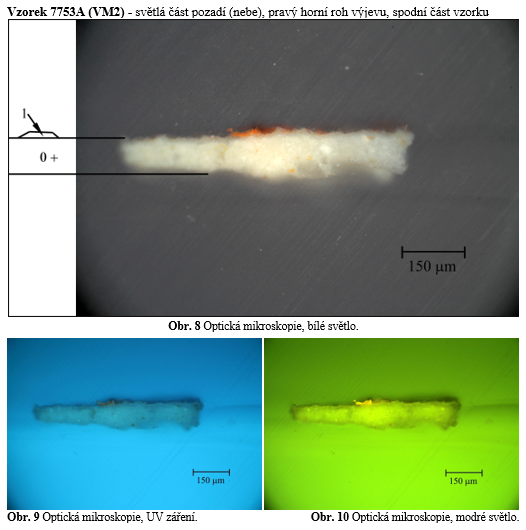 Vzorek 7753A (VM2) - světlá část pozadí (nebe), pravý horní roh výjevu, spodní část vzorku
1
0 +
150 µm
Obr. 8 Optická mikroskopie, bílé světlo.
150 µm
150 µm
Obr. 9 Optická mikroskopie, UV záření.
Obr. 10 Optická mikroskopie, modré světlo.